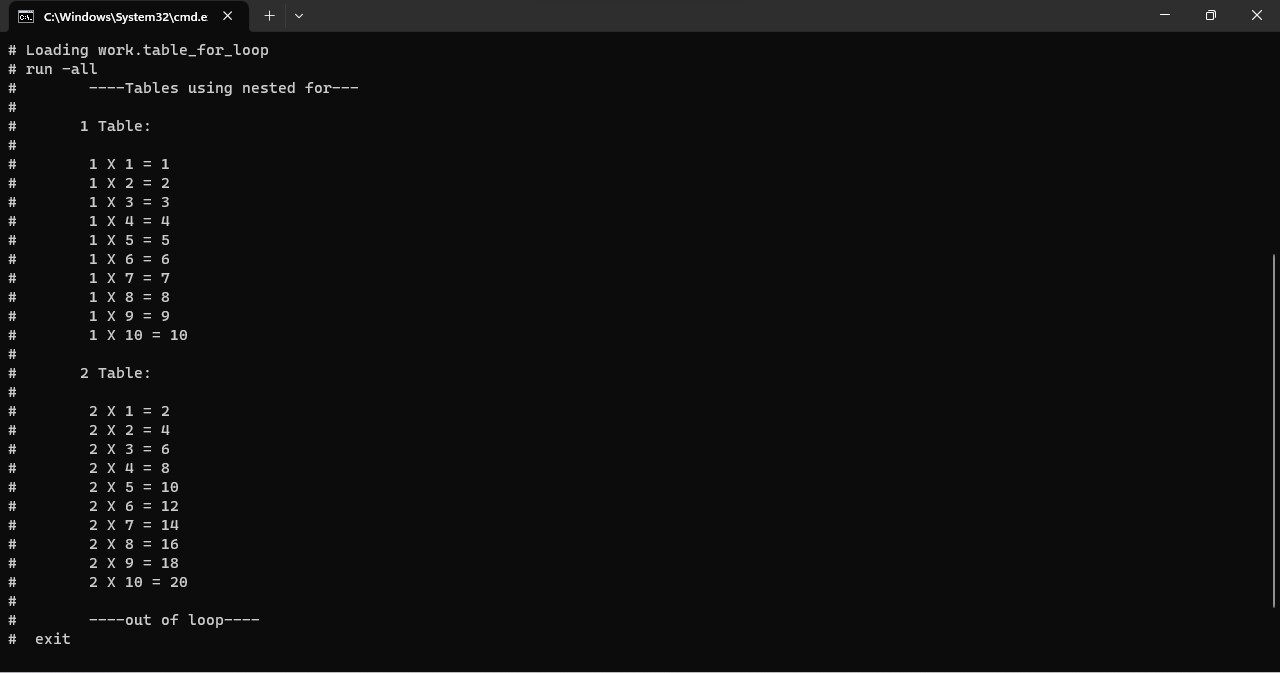 C:\Windows\System32\cmd.e
# Loading work.table_for_loop
# run -all
#        ----Tables using nested for---
#
#       1 Table:
#
#        1 X 1 = 1
#        1 X 2 = 2
#        1 X 3 = 3
#        1 X 4 = 4
#        1 X 5 = 5
#        1 X 6 = 6
#        1 X 7 = 7
#        1 X 8 = 8
#        1 X 9 = 9
#        1 X 10 = 10
#
#       2 Table:
#
#        2 X 1 = 2
#        2 X 2 = 4
#        2 X 3 = 6
#        2 X 4 = 8
#        2 X 5 = 10
#        2 X 6 = 12
#        2 X 7 = 14
#        2 X 8 = 16
#        2 X 9 = 18
#        2 X 10 = 20
#
#        ----out of loop----
#  exit